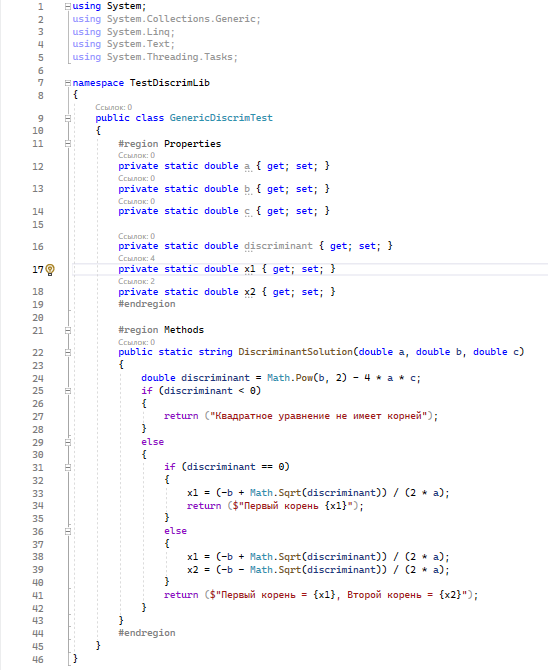 1 using System;
2 using System.Collections.Generic;
3 using System.Linq;
4 using System.Text;
5 using System.Threading.Tasks;
6
7 namespace TestDiscrimLib
8 {
Ссылок: 0
9 public class GenericDiscrimTest
10 {
11 #region Properties
Ссылок: 0
12 private static double a { get; set; }
Ссылок: 0
13 private static double b { get; set; }
Ссылок: 0
14 private static double c { get; set; }
15
Ссылок: 0
16 private static double discriminant { get; set; }
Ссылок: 4
17 private static double x1 { get; set; }
Ссылок: 2
18 private static double x2 { get; set; }
19 #endregion
20
21 #region Methods
Ссылок: 0
22 public static string DiscriminantSolution(double a, double b, double c)
23 {
24 double discriminant = Math.Pow(b, 2) - 4 * a * c;
25 if (discriminant < 0)
26 {
27 return ("Квадратное уравнение не имеет корней");
28 }
29 else
30 {
31 if (discriminant == 0)
32 {
33 x1 = (-b + Math.Sqrt(discriminant)) / (2 * a);
34 return ($"Первый корень {x1}");
35 }
36 else
37 {
38 x1 = (-b + Math.Sqrt(discriminant)) / (2 * a);
39 x2 = (-b - Math.Sqrt(discriminant)) / (2 * a);
40 }
41 return ($"Первый корень = {x1}, Второй корень = {x2}");
42 }
43 }
44 #endregion
45 }
46 }